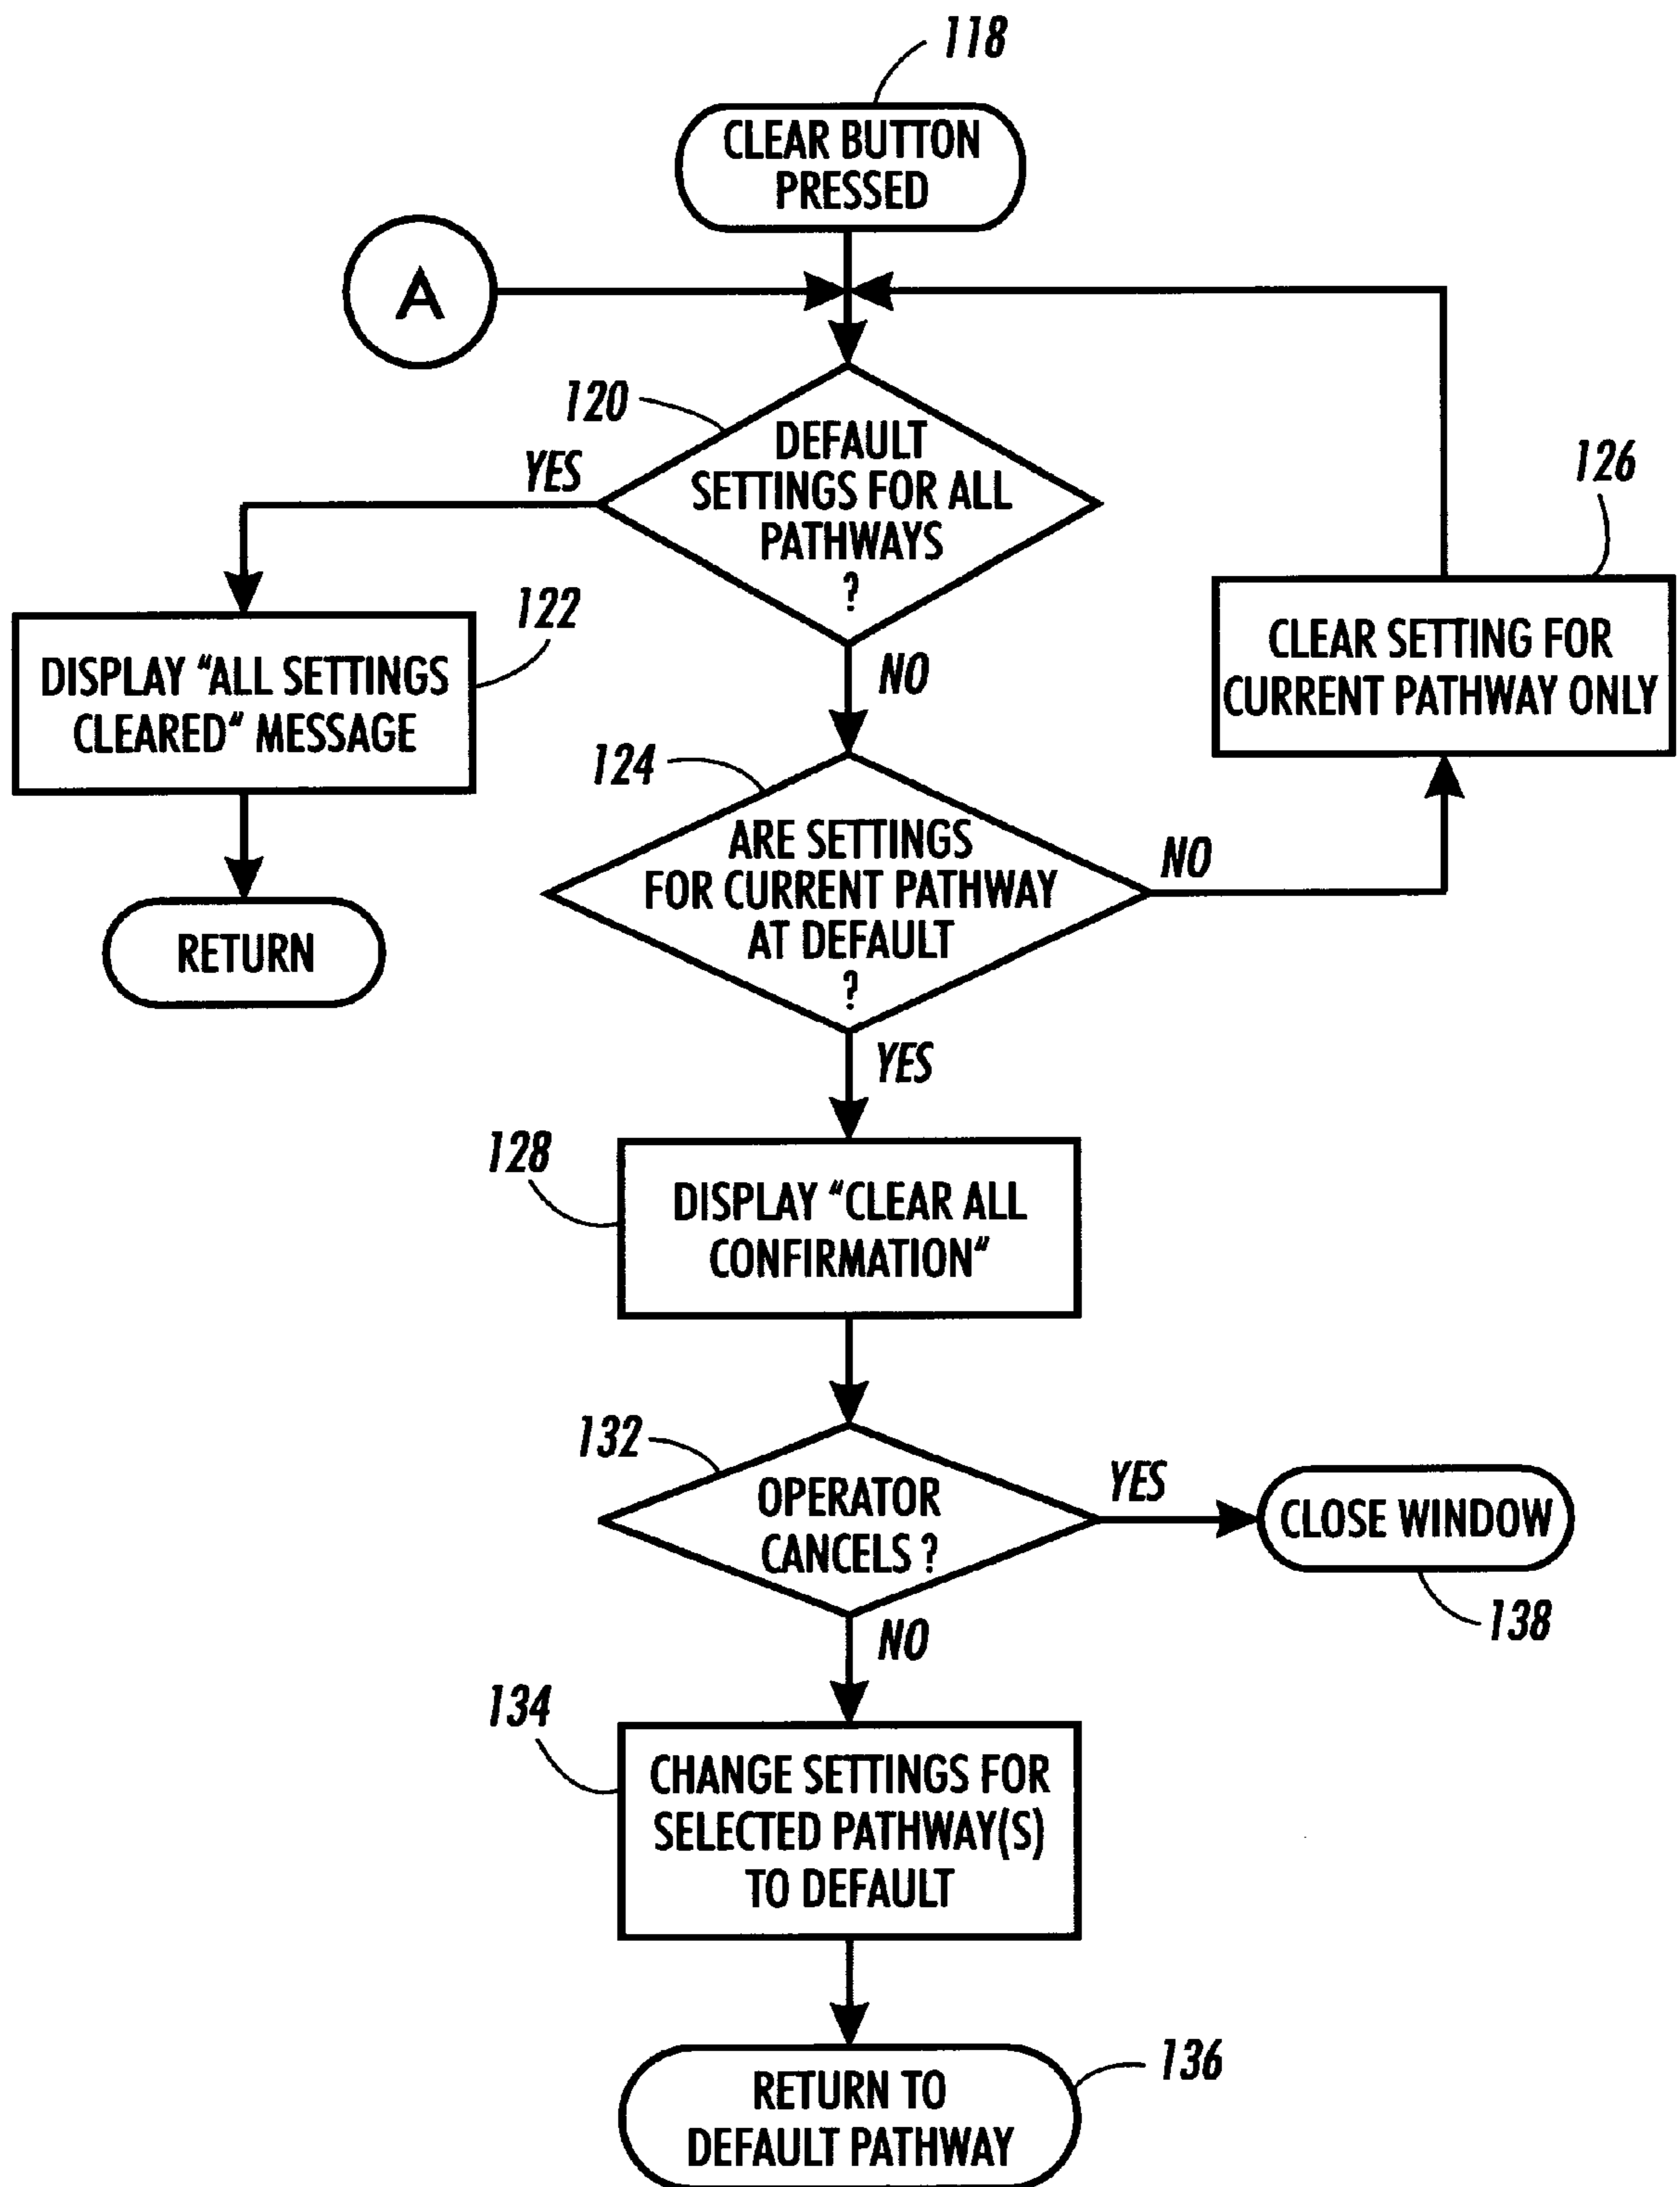 118
CLEAR BUTTON
PRESSED
A
120
DEFAULT
SETTINGS FOR ALL
PATHWAYS
?
YES
NO
126
CLEAR SETTING FOR
CURRENT PATHWAY ONLY
122
DISPLAY “ALL SETTINGS
CLEARED“ MESSAGE
RETURN
124
ARE SETTINGS
FOR CURRENT PATHWAY
AT DEFAULT
?
NO
YES
128
DISPLAY “CLEAR ALL
CONFIRMATION“
132
OPERATOR
CANCELS ?
YES
CLOSE WINDOW
138
NO
134
CHANGE SETTINGS FOR
SELECTED PATHWAY(S)
TO DEFAULT
136
RETURN TO
DEFAULT PATHWAY